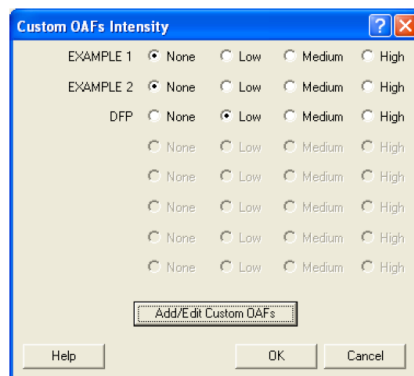 Custom OAFs Intensity
EXAMPLE 1 None Low Medium High
EXAMPLE 2 None Low Medium High
DFP None Low Medium High
None Low Medium High
None Low Medium High
None Low Medium High
None Low Medium High
None Low Medium High
Add/Edit Custom OAFs
Help OK Cancel